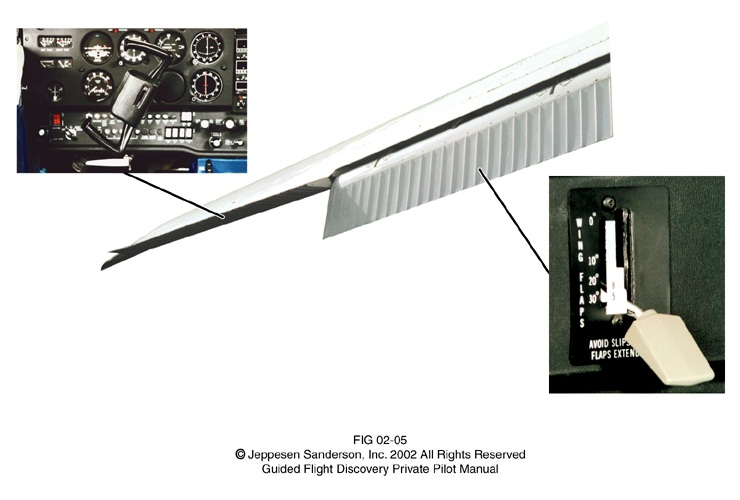 WING FLAPS
0°
10°
20°
30°
AVOID SLIPS
FLAPS EXTEND
FIG 02-05
© Jeppesen Sanderson, Inc. 2002 All Rights Reserved
Guided Flight Discovery Private Pilot Manual